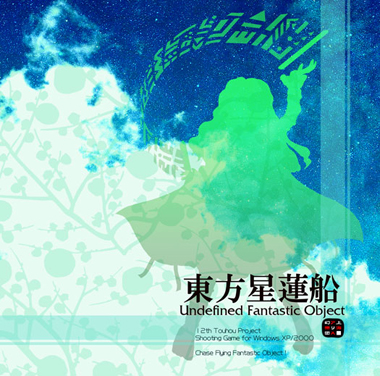 東方星蓮船
Undefined Fantastic Object
12th Touhou Project
Shooting Game for Windows XP/2000
Chase Flying Fantastic Object!